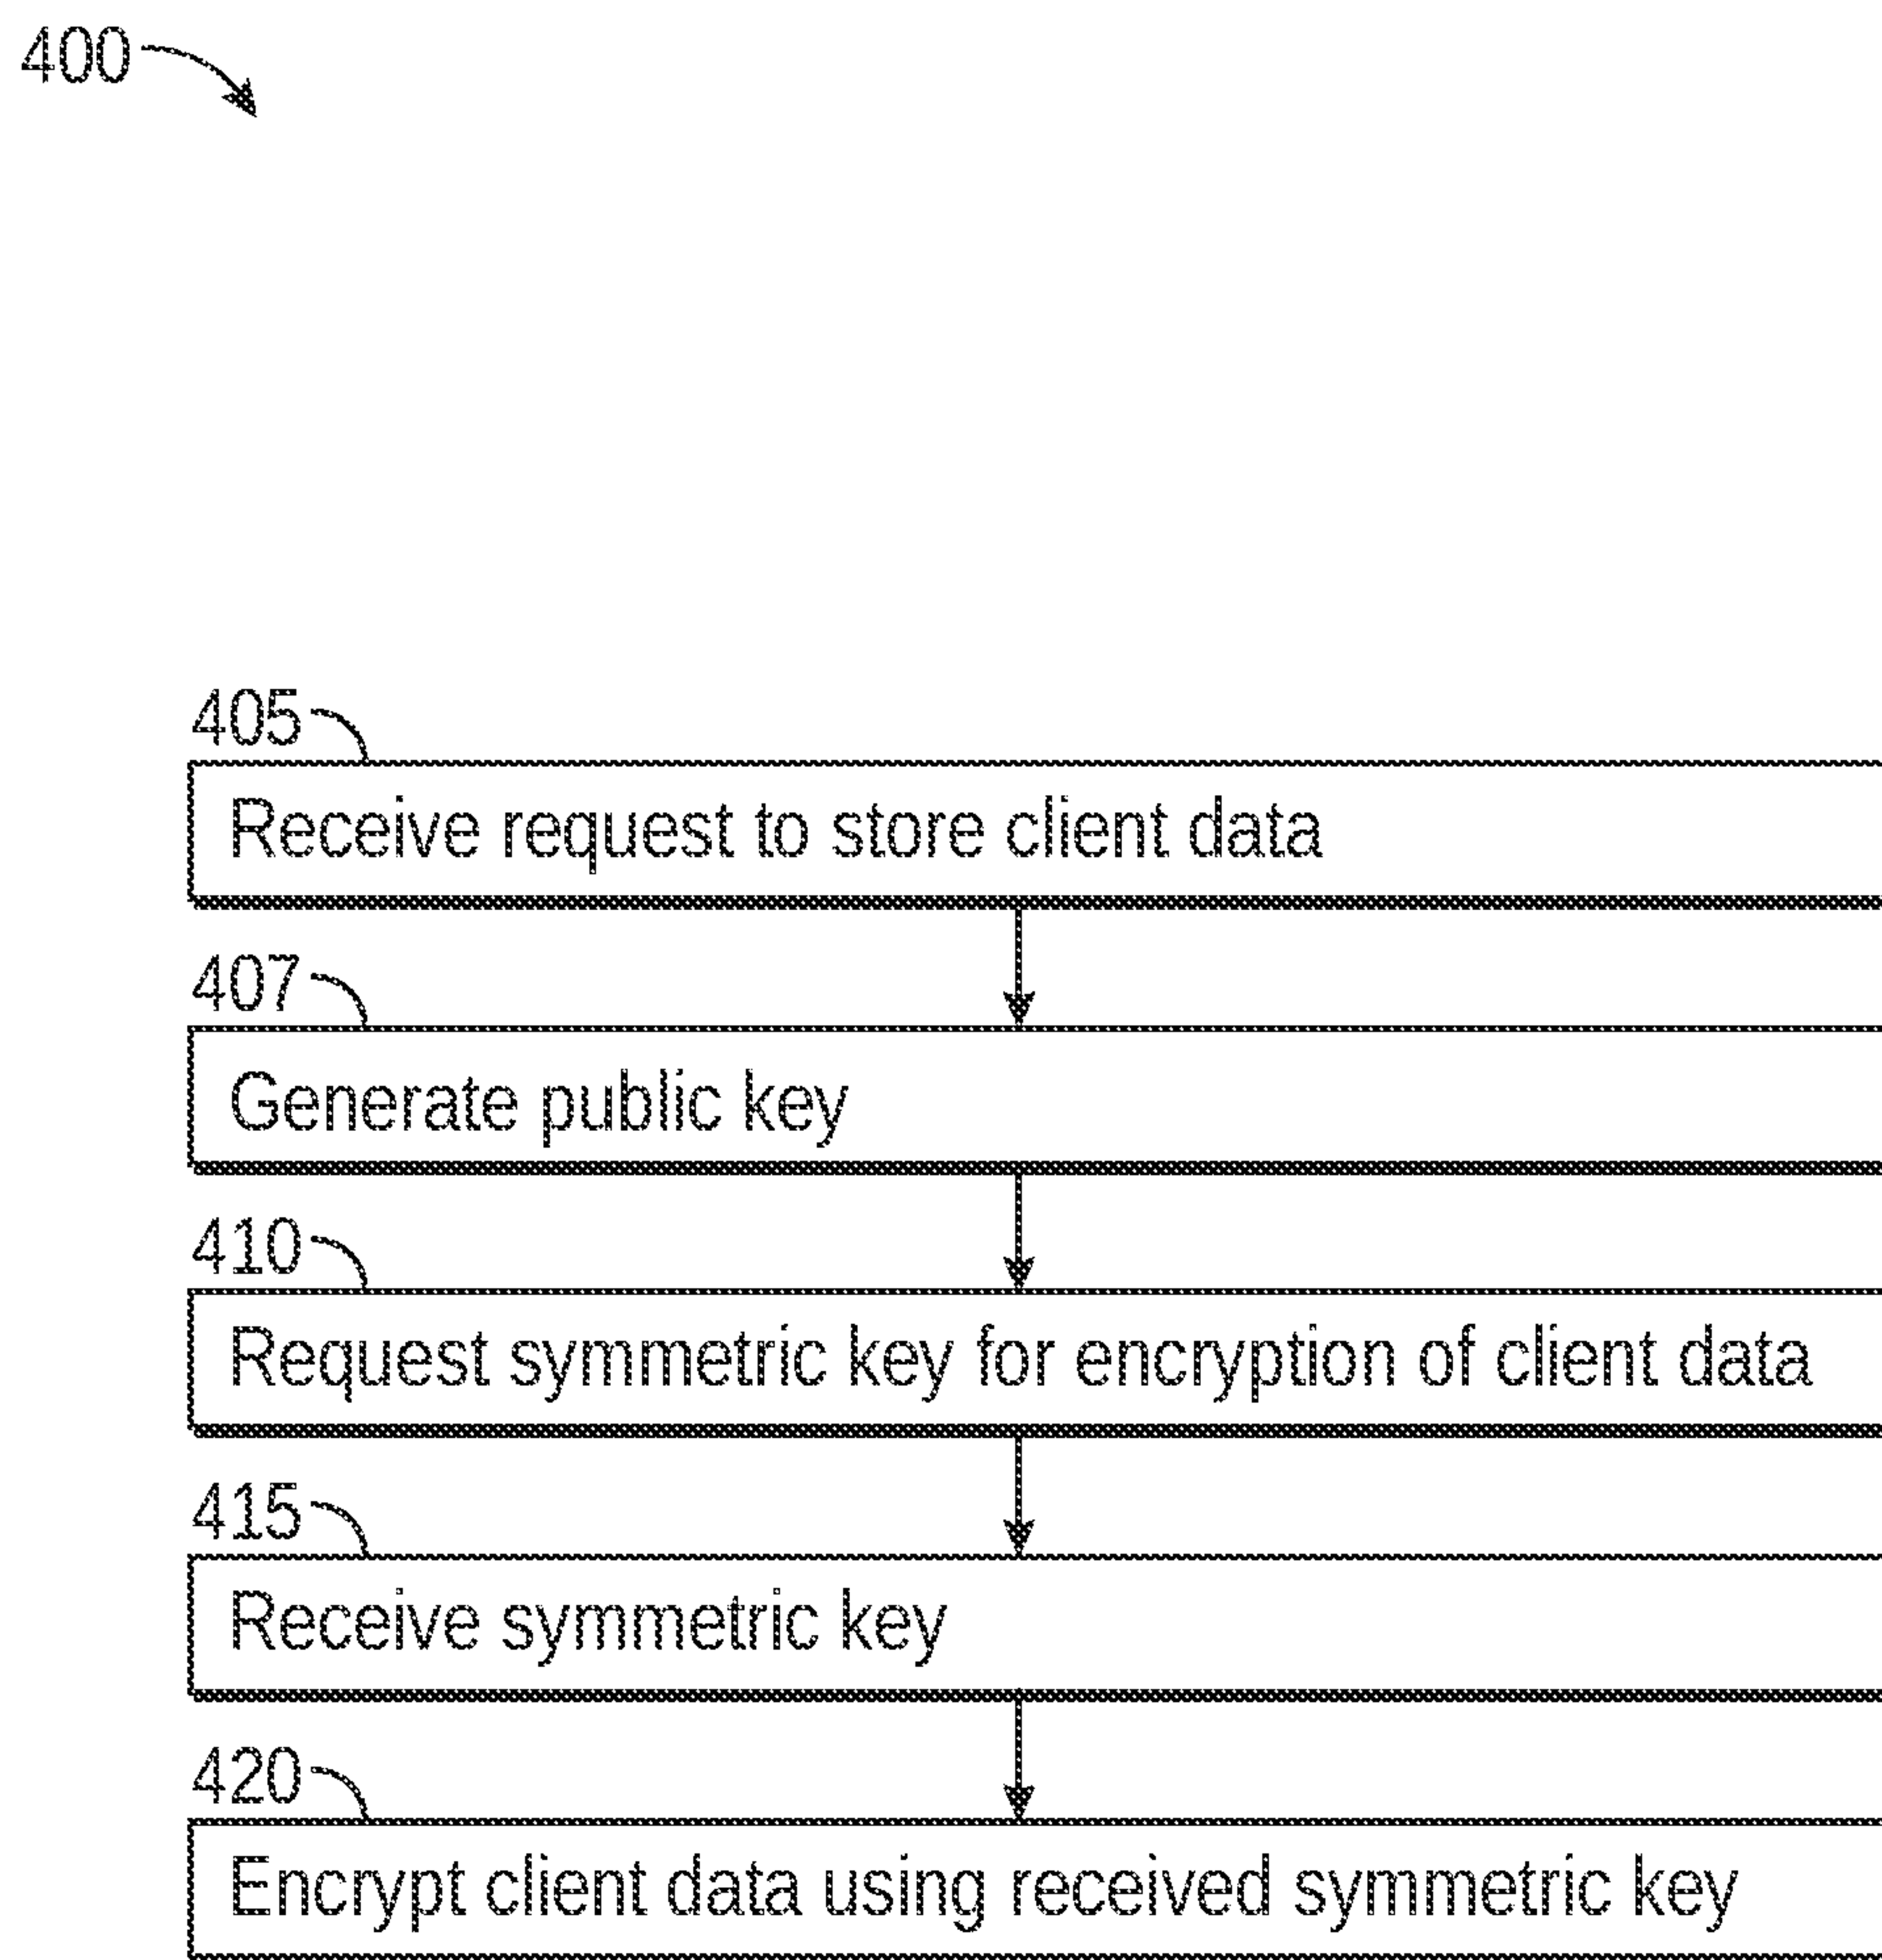 400
405
Receive request to store client data
407
Generate public key
410
Request symmetric key for encryption of client data
415
Receive symmetric key
420
Encrypt client data using received symmetric key